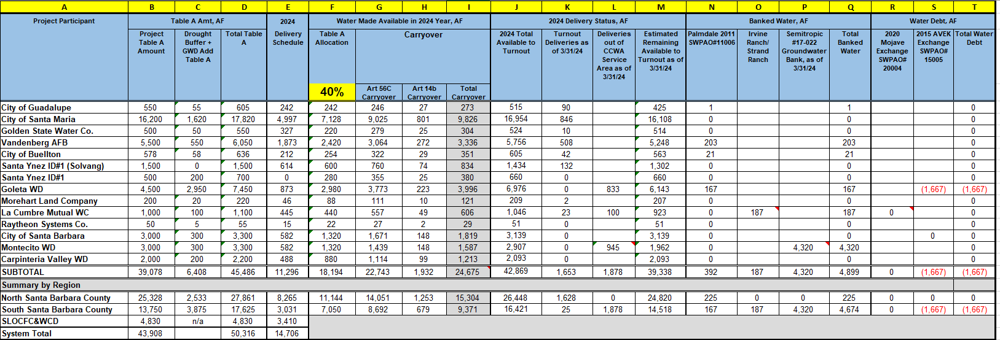 A B C D E F G H I J K L M N O P Q R S T
Project Participant Table A Amt, AF 2024 Water Made Available in 2024 Year, AF 2024 Delivery Status, AF Banked Water, AF Water Debt, AF
Project Drought Total Table Delivery Table A Carryover 2024 Total Turnout Deliveries Estimated Palmdale 2011 Irvine Semitropic Total 2020 2015 AVEK Total Water
Table A Buffer + A Schedule Allocation Available to Deliveries as out of Remaining SWPAO#11006 Ranch/ #17-022 Banked Mojave Exchange Debt
Amount GWD Add Turnout of 3/31/24 CCWA Available to Strand Groundwater Water Exchange SWPAO#
Table A Service Turnout as of Ranch Bank, as of SWPAO# 15005
Area as of 3/31/24 3/31/24 20004
3/31/24
40% Art 56C Art 14b Total
Carryover Carryover Carryover
City of Guadalupe 550 55 605 242 242 246 27 273 515 90 425 1 1 0
City of Santa Maria 16,200 1,620 17,820 4,997 7,128 9,025 801 9,826 16,954 846 16,108 0 0 0
Golden State Water Co. 500 50 550 327 220 279 25 304 524 10 514 0 0 0
Vandenberg AFB 5,500 550 6,050 1,873 2,420 3,064 272 3,336 5,756 508 5,248 203 203 0
City of Buellton 578 58 636 212 254 322 29 351 605 42 563 21 21 0
Santa Ynez ID#1 (Solvang) 1,500 0 1,500 614 600 760 74 834 1,434 132 1,302 0 0 0
Santa Ynez ID#1 500 200 700 0 280 355 25 380 660 0 660 0 0 0
Goleta WD 4,500 2,950 7,450 873 2,980 3,773 223 3,996 6,976 0 833 6,143 167 167 (1,667) (1,667)
Morehart Land Company 200 20 220 46 88 111 10 121 209 2 207 0 0 0
La Cumbre Mutual WC 1,000 100 1,100 445 440 557 49 606 1,046 23 100 923 0 187 187 0 0
Raytheon Systems Co. 50 5 55 15 22 27 2 29 51 0 51 0 0 0
City of Santa Barbara 3,000 300 3,300 582 1,320 1,671 148 1,819 3,139 0 3,139 0 0 0 0
Montecito WD 3,000 300 3,300 582 1,320 1,439 148 1,587 2,907 0 945 1,962 0 4,320 4,320 0
Carpinteria Valley WD 2,000 200 2,200 488 880 1,114 99 1,213 2,093 0 2,093 0 0 0
SUBTOTAL 39,078 6,408 45,486 11,296 18,194 22,743 1,932 24,675 42,869 1,653 1,878 39,338 392 187 4,320 4,899 0 (1,667) (1,667)
Summary by Region
North Santa Barbara County 25,328 2,533 27,861 8,265 11,144 14,051 1,253 15,304 26,448 1,628 0 24,820 225 0 0 225 0 0 0
South Santa Barbara County 13,750 3,875 17,625 3,031 7,050 8,692 679 9,371 16,421 25 1,878 14,518 167 187 4,320 4,674 0 (1,667) (1,667)
SLOCFC&WCD 4,830 n/a 4,830 3,410
System Total 43,908 50,316 14,706